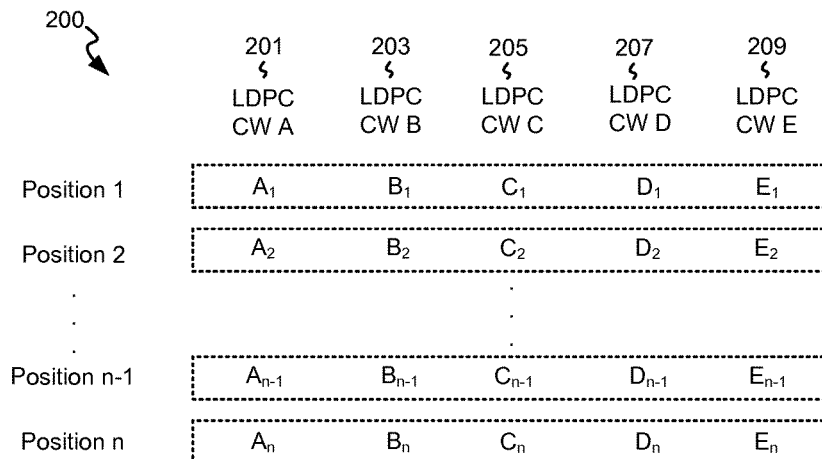 200
201 203 205 207 209
LDPC LDPC LDPC LDPC LDPC
CW A CW B CW C CW D CW E
Position 1 A₁ B₁ C₁ D₁ E₁
Position 2 A₂ B₂ C₂ D₂ E₂
. .
. .
. .
Position n-1 Aₙ₋₁ Bₙ₋₁ Cₙ₋₁ Dₙ₋₁ Eₙ₋₁
Position n Aₙ Bₙ Cₙ Dₙ Eₙ